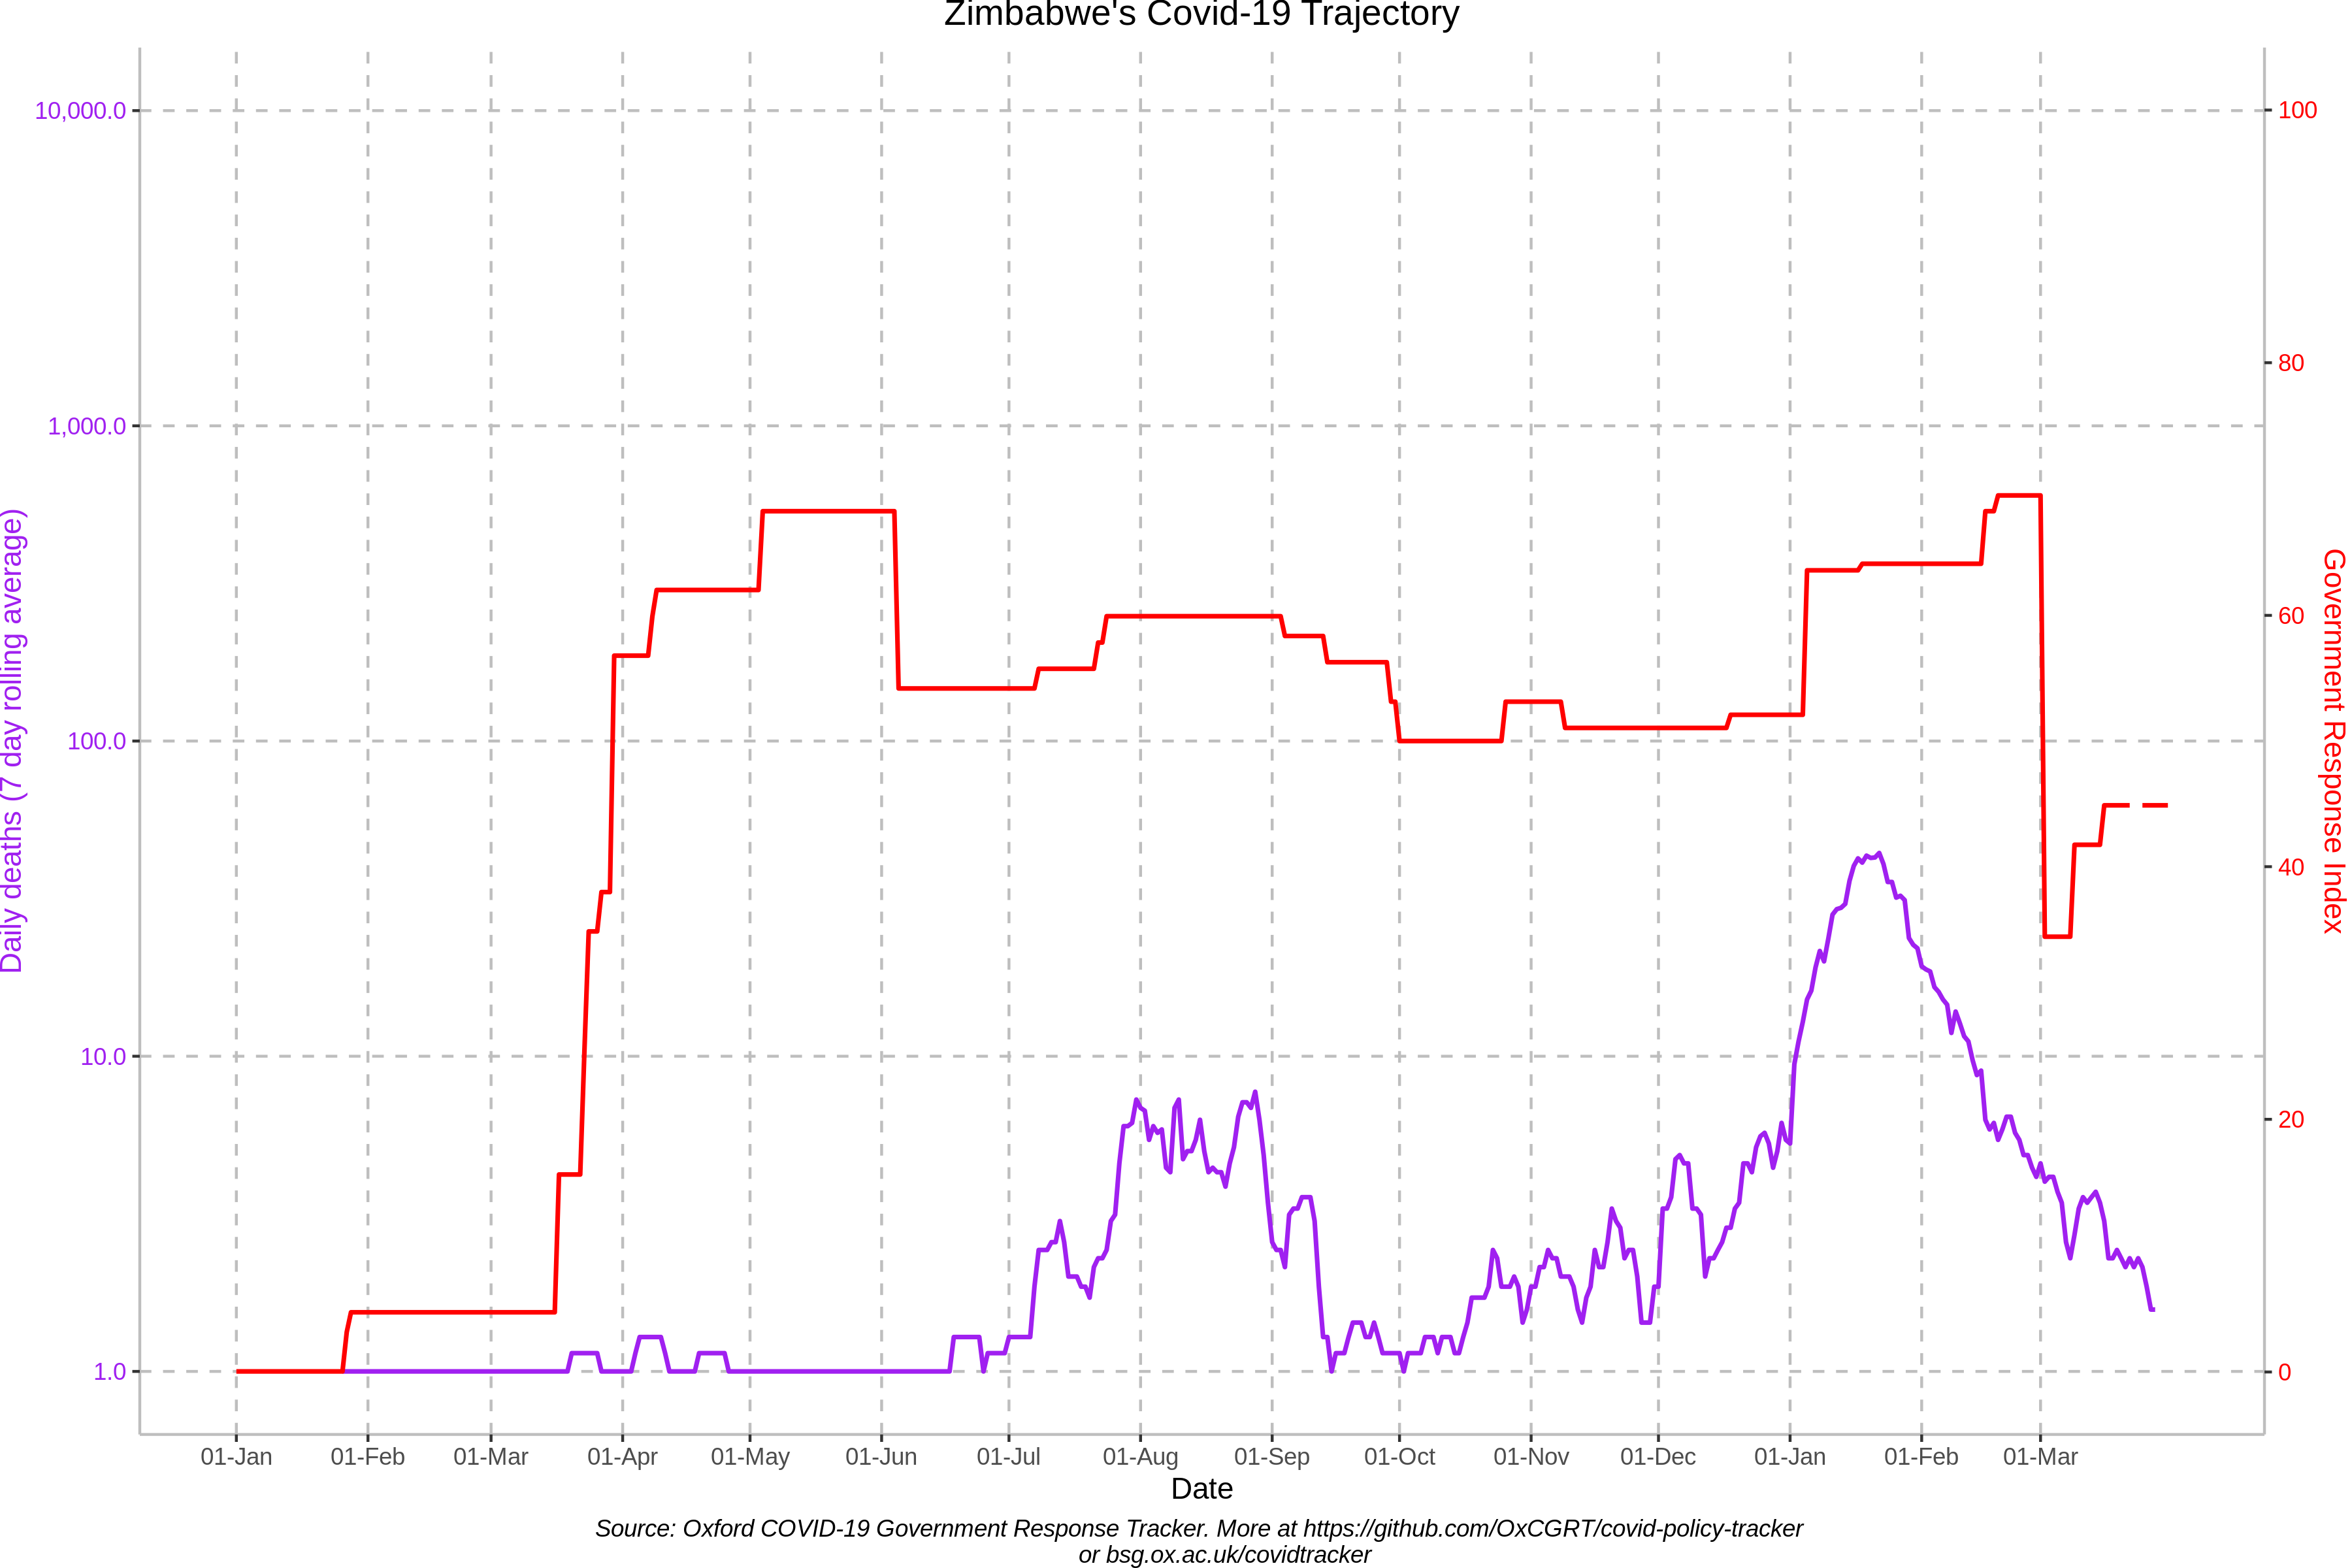 Zimbabwe's Covid-19 Trajectory
Daily deaths (7 day rolling average)
10,000.0
1,000.0
100.0
10.0
1.0
100
80
60
40
20
0
Government Response Index
01-Jan 01-Feb 01-Mar 01-Apr 01-May 01-Jun 01-Jul 01-Aug 01-Sep 01-Oct 01-Nov 01-Dec 01-Jan 01-Feb 01-Mar
Date
Source: Oxford COVID-19 Government Response Tracker. More at https://github.com/OxCGRT/covid-policy-tracker
or bsg.ox.ac.uk/covidtracker